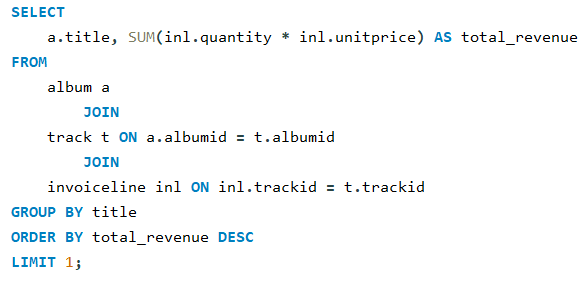 SELECT
    a.title, SUM(inl.quantity * inl.unitprice) AS total_revenue
FROM
    album a
        JOIN
    track t ON a.albumid = t.albumid
        JOIN
    invoiceline inl ON inl.trackid = t.trackid
GROUP BY title
ORDER BY total_revenue DESC
LIMIT 1;